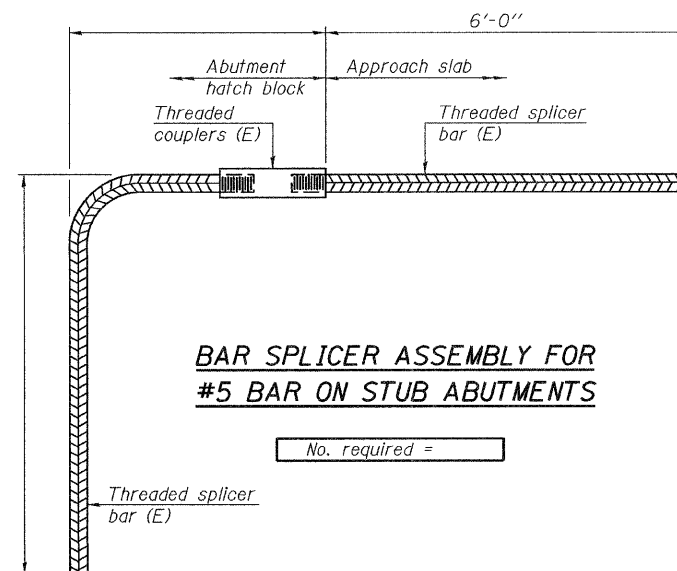 6'-0"
Abutment
hatch block
Approach slab
Threaded
couplers (E)
Threaded splicer
bar (E)
BAR SPLICER ASSEMBLY FOR
#5 BAR ON STUB ABUTMENTS
No. required =
Threaded splicer
bar (E)